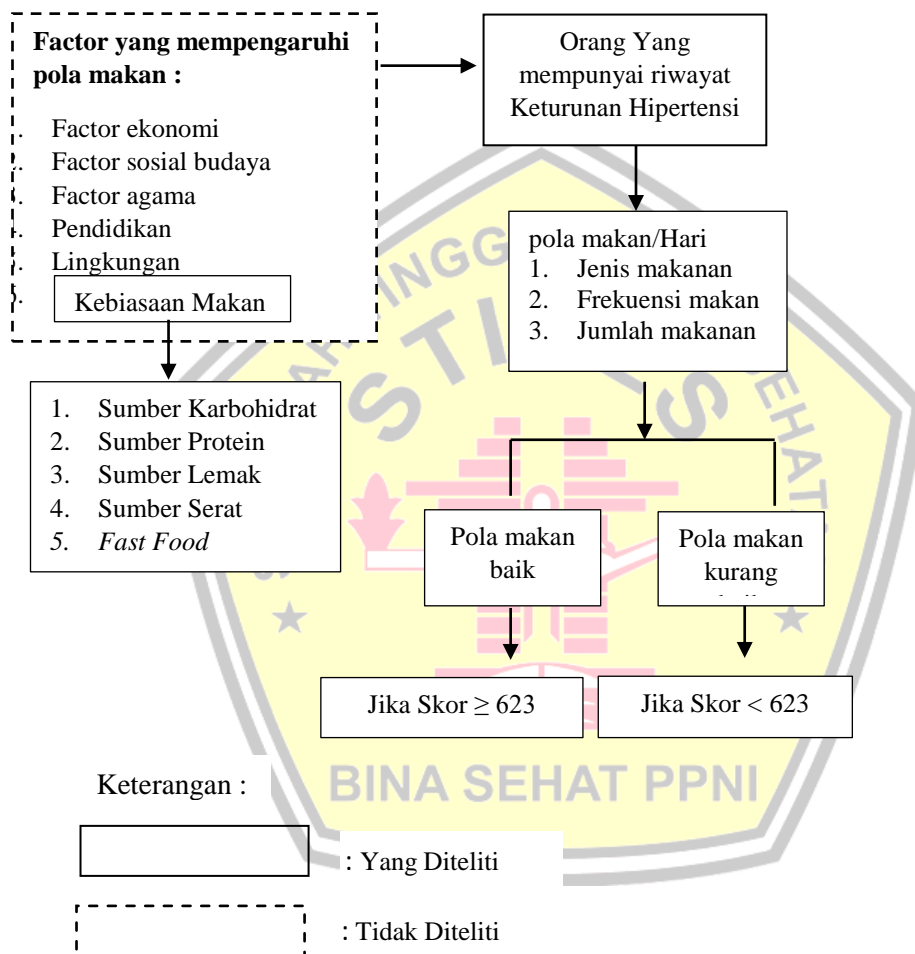 Factor yang mempengaruhi
pola makan :
Factor ekonomi
Factor sosial budaya
Factor agama
Pendidikan
Lingkungan
Kebiasaan Makan
1. Sumber Karbohidrat
2. Sumber Protein
3. Sumber Lemak
4. Sumber Serat
5. Fast Food
Orang Yang
mempunyai riwayat
Keturunan Hipertensi
pola makan/Hari
1. Jenis makanan
2. Frekuensi makan
3. Jumlah makanan
Pola makan
baik
Pola makan
kurang
Jika Skor ≥ 623
Jika Skor < 623
BINA SEHAT PPNI
Keterangan :
: Yang Diteliti
: Tidak Diteliti